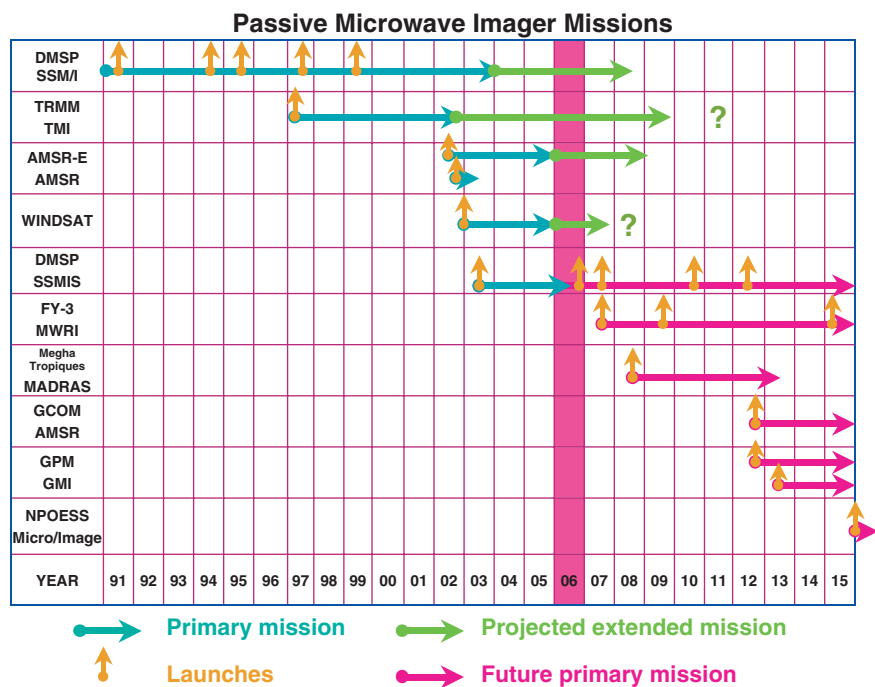 Passive Microwave Imager Missions
DMSP
SSM/I
TRMM
TMI
?
AMSR-E
AMSR
WINDSAT
?
DMSP
SSMIS
FY-3
MWRI
Megha
Tropiques
MADRAS
GCOM
AMSR
GPM
GMI
NPOESS
Micro/Image
YEAR 91 92 93 94 95 96 97 98 99 00 01 02 03 04 05 06 07 08 09 10 11 12 13 14 15
Primary mission Projected extended mission
Launches Future primary mission